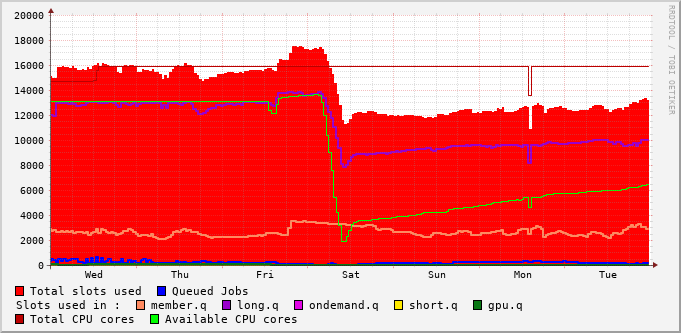 RRDTOOL / TOBI OETIKER
20000
18000
16000
14000
12000
10000
8000
6000
4000
2000
0
Wed Thu Fri Sat Sun Mon Tue
Total slots used Queued Jobs
Slots used in : member.q long.q ondemand.q short.q gpu.q
Total CPU cores Available CPU cores